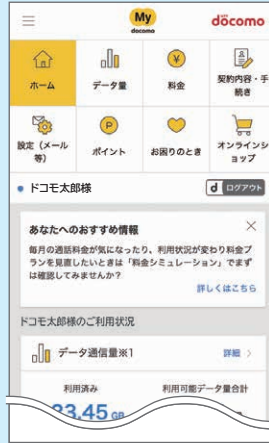 My
docomo
döcomo
ホーム
データ量
料金
契約内容・手
続き
設定（メール
等）
ポイント
お困りのとき
オンラインシ
ョップ
ドコモ太郎様
d ログアウト
あなたへのおすすめ情報
毎月の通話料金が気になったり、利用状況が変わり料金プ
ランを見直したいときは「料金シミュレーション」でまず
は確認してみませんか？
詳しくはこちら
ドコモ太郎様のご利用状況
データ通信量※1
詳細
利用済み
利用可能データ量合計
23.45 GB